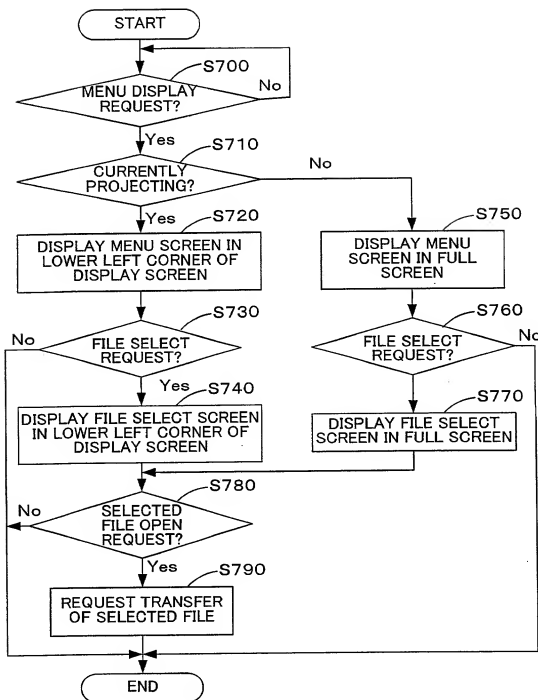 START
S700
MENU DISPLAY
REQUEST?
No
Yes
S710
CURRENTLY
PROJECTING?
No
Yes
S720
DISPLAY MENU SCREEN IN
LOWER LEFT CORNER OF
DISPLAY SCREEN
S750
DISPLAY MENU
SCREEN IN FULL
SCREEN
S730
No
FILE SELECT
REQUEST?
Yes
S760
FILE SELECT
REQUEST?
No
S740
DISPLAY FILE SELECT SCREEN
IN LOWER LEFT CORNER OF
DISPLAY SCREEN
S770
DISPLAY FILE SELECT
SCREEN IN FULL SCREEN
S780
No
SELECTED
FILE OPEN
REQUEST?
Yes
S790
REQUEST TRANSFER
OF SELECTED FILE
END